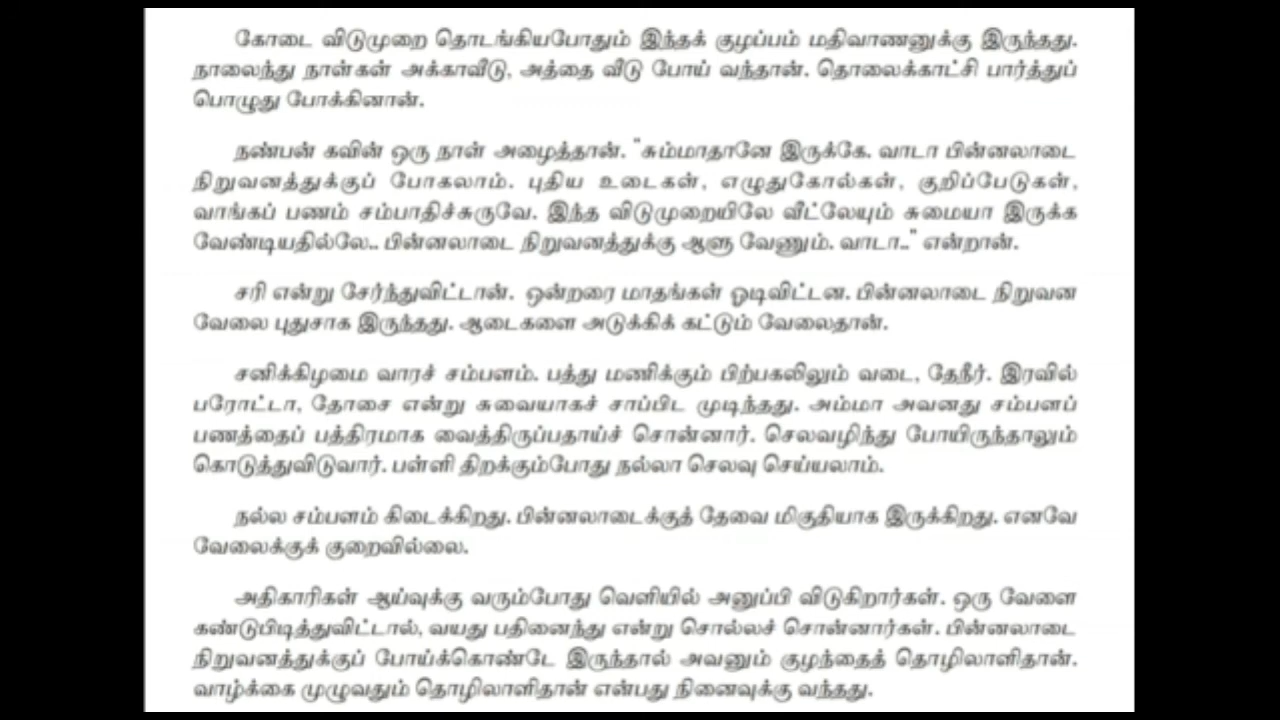 கோடை விடுமுறை தொடங்கியபோதும் இந்தக் குழப்பம் மதிவாணனுக்கு இருந்தது.
நாலைந்து நாள்கள் அக்காவீடு, அத்தை வீடு போய் வந்தான். தொலைக்காட்சி பார்த்துப்
பொழுது போக்கினான்.
நண்பன் கவின் ஒரு நாள் அழைத்தான். "சும்மாதானே இருக்கே. வாடா பின்னலாடை
நிறுவனத்துக்குப் போகலாம். புதிய உடைகள், எழுதுகோல்கள், குறிப்பேடுகள்,
வாங்கப் பணம் சம்பாதிச்சுருவே. இந்த விடுமுறையிலே வீட்லேயும் சுமையா இருக்க
வேண்டியதில்லே.. பின்னலாடை நிறுவனத்துக்கு ஆளு வேணும். வாடா.." என்றான்.
சரி என்று சேர்ந்துவிட்டான். ஒன்றரை மாதங்கள் ஓடிவிட்டன. பின்னலாடை நிறுவன
வேலை புதுசாக இருந்தது. ஆடைகளை அடுக்கிக் கட்டும் வேலைதான்.
சனிக்கிழமை வாரச் சம்பளம். பத்து மணிக்கும் பிற்பகலிலும் வடை, தேநீர். இரவில்
பரோட்டா, தோசை என்று சுவையாகச் சாப்பிட முடிந்தது. அம்மா அவனது சம்பளப்
பணத்தைப் பத்திரமாக வைத்திருப்பதாய்ச் சொன்னார். செலவழிந்து போயிருந்தாலும்
கொடுத்துவிடுவார். பள்ளி திறக்கும்போது நல்லா செலவு செய்யலாம்.
நல்ல சம்பளம் கிடைக்கிறது. பின்னலாடைக்குத் தேவை மிகுதியாக இருக்கிறது. எனவே
வேலைக்குக் குறைவில்லை.
அதிகாரிகள் ஆய்வுக்கு வரும்போது வெளியில் அனுப்பி விடுகிறார்கள். ஒரு வேளை
கண்டுபிடித்துவிட்டால், வயது பதினைந்து என்று சொல்லச் சொன்னார்கள். பின்னலாடை
நிறுவனத்துக்குப் போய்க்கொண்டே இருந்தால் அவனும் குழந்தைத் தொழிலாளிதான்.
வாழ்க்கை முழுவதும் தொழிலாளிதான் என்பது நினைவுக்கு வந்தது.